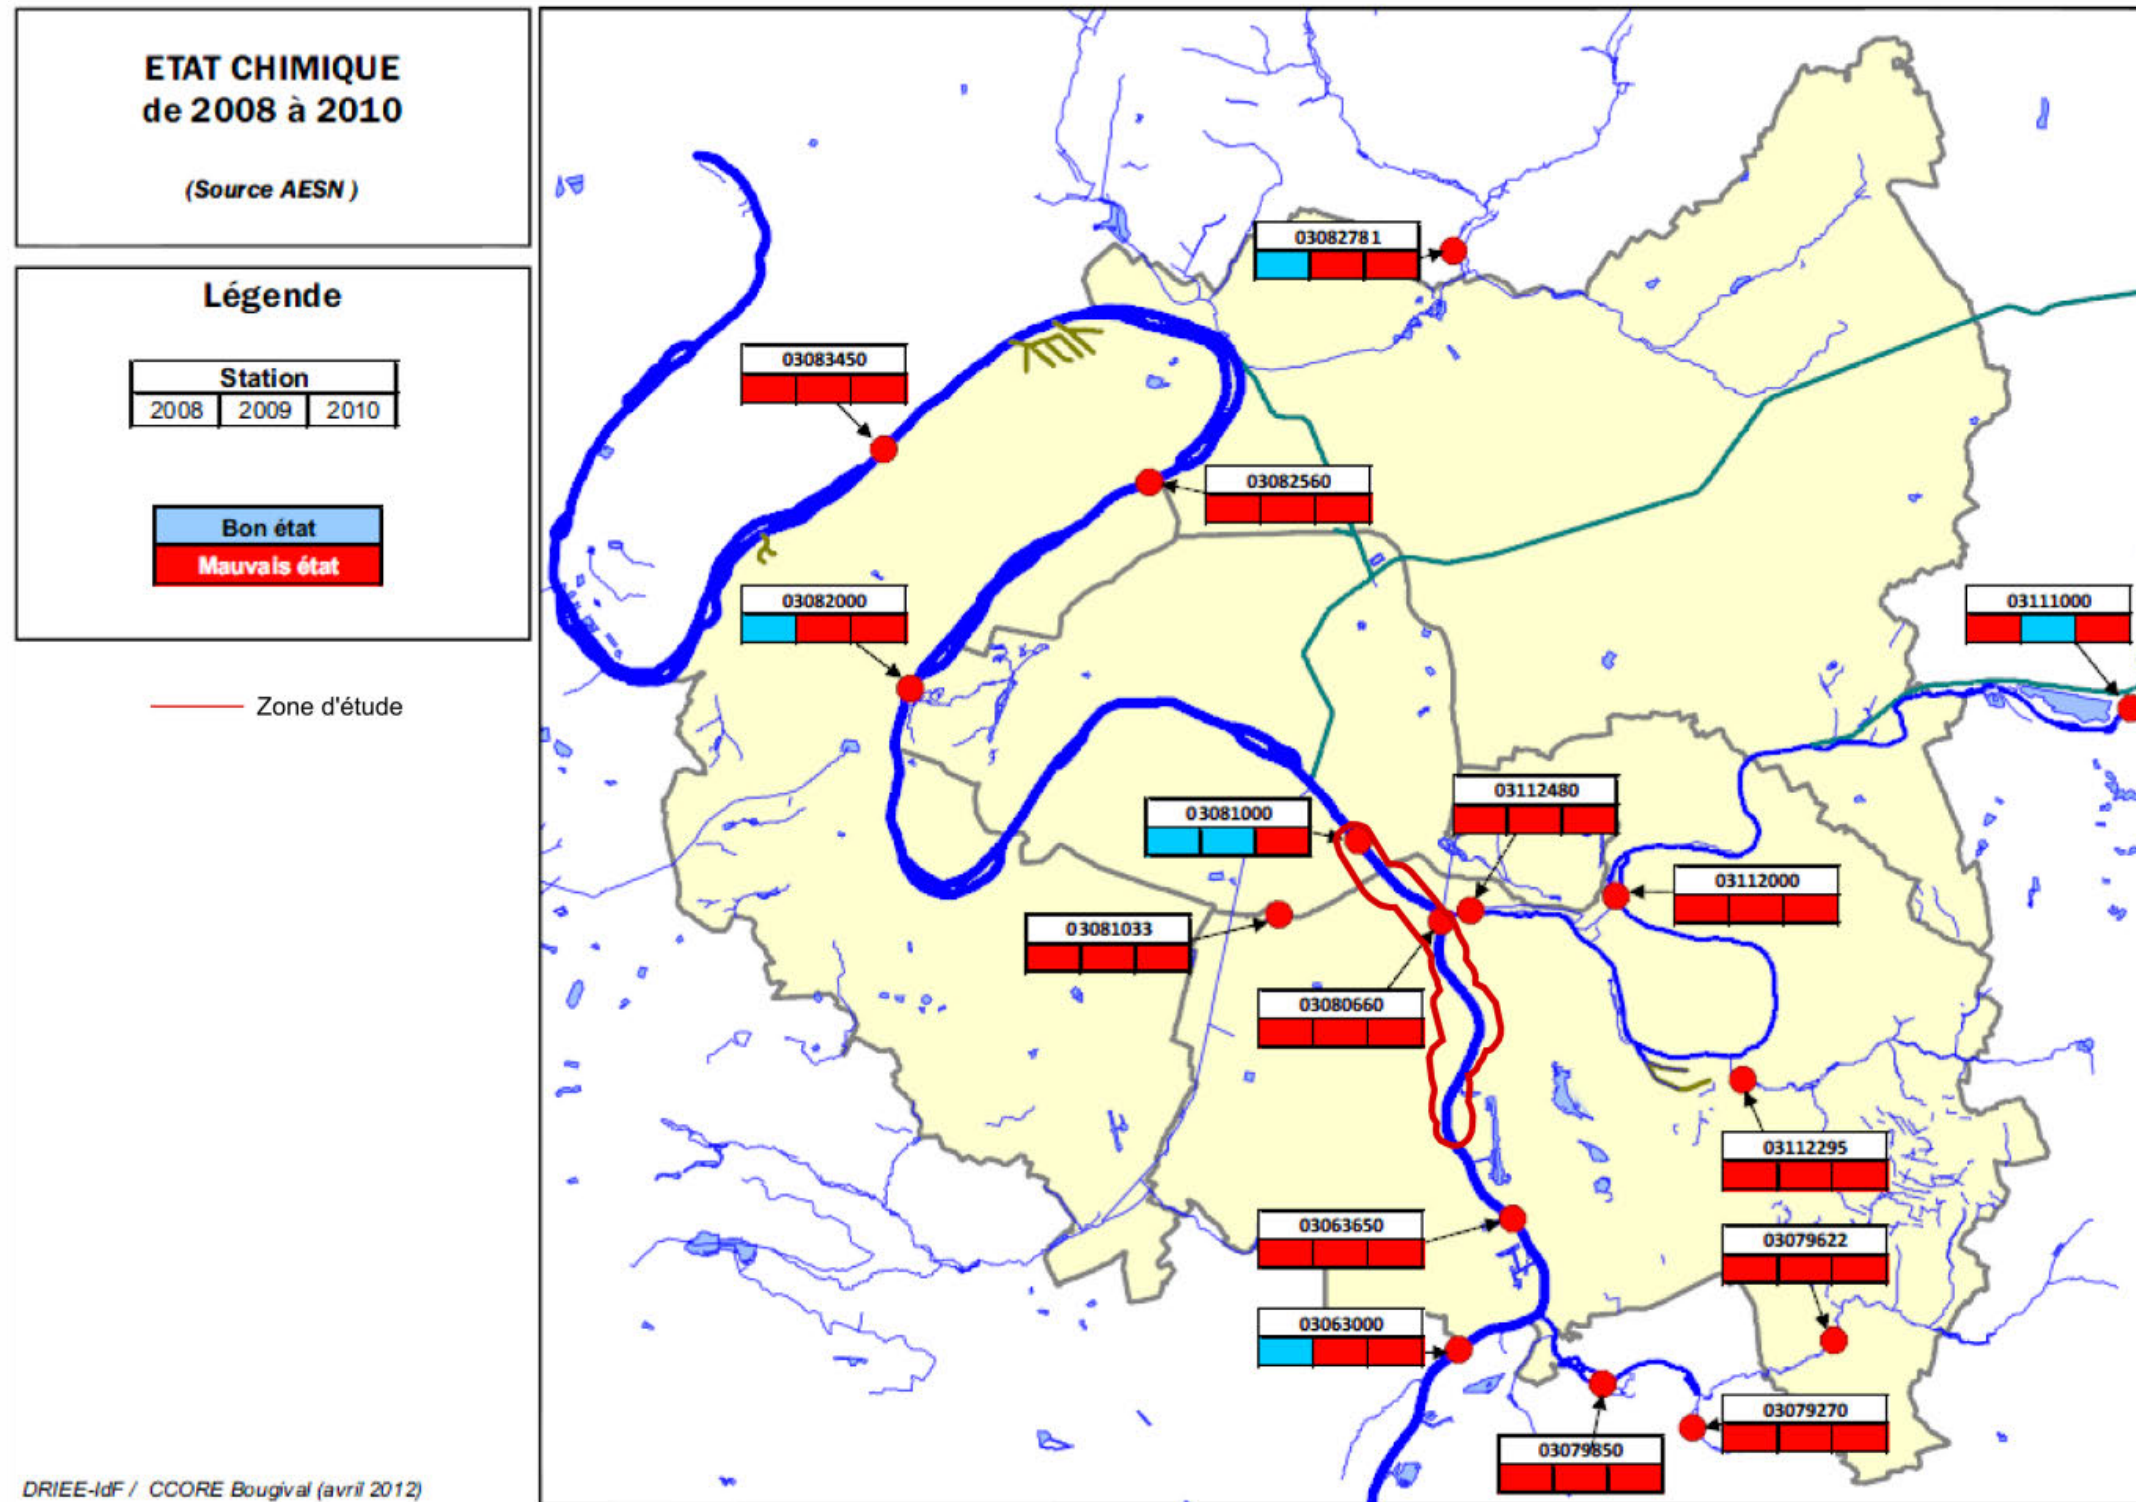 ETAT CHIMIQUE
de 2008 à 2010
(Source AESN )
Légende
Station
2008 2009 2010
Bon état
Mauvais état
Zone d'étude
DRIEE-IdF / CCORE Bougival (avril 2012)
03082781
03083450
03082560
03082000
03111000
03112480
03081000
03112000
03081033
03080660
03112295
03063650
03079622
03063000
03079270
03079850